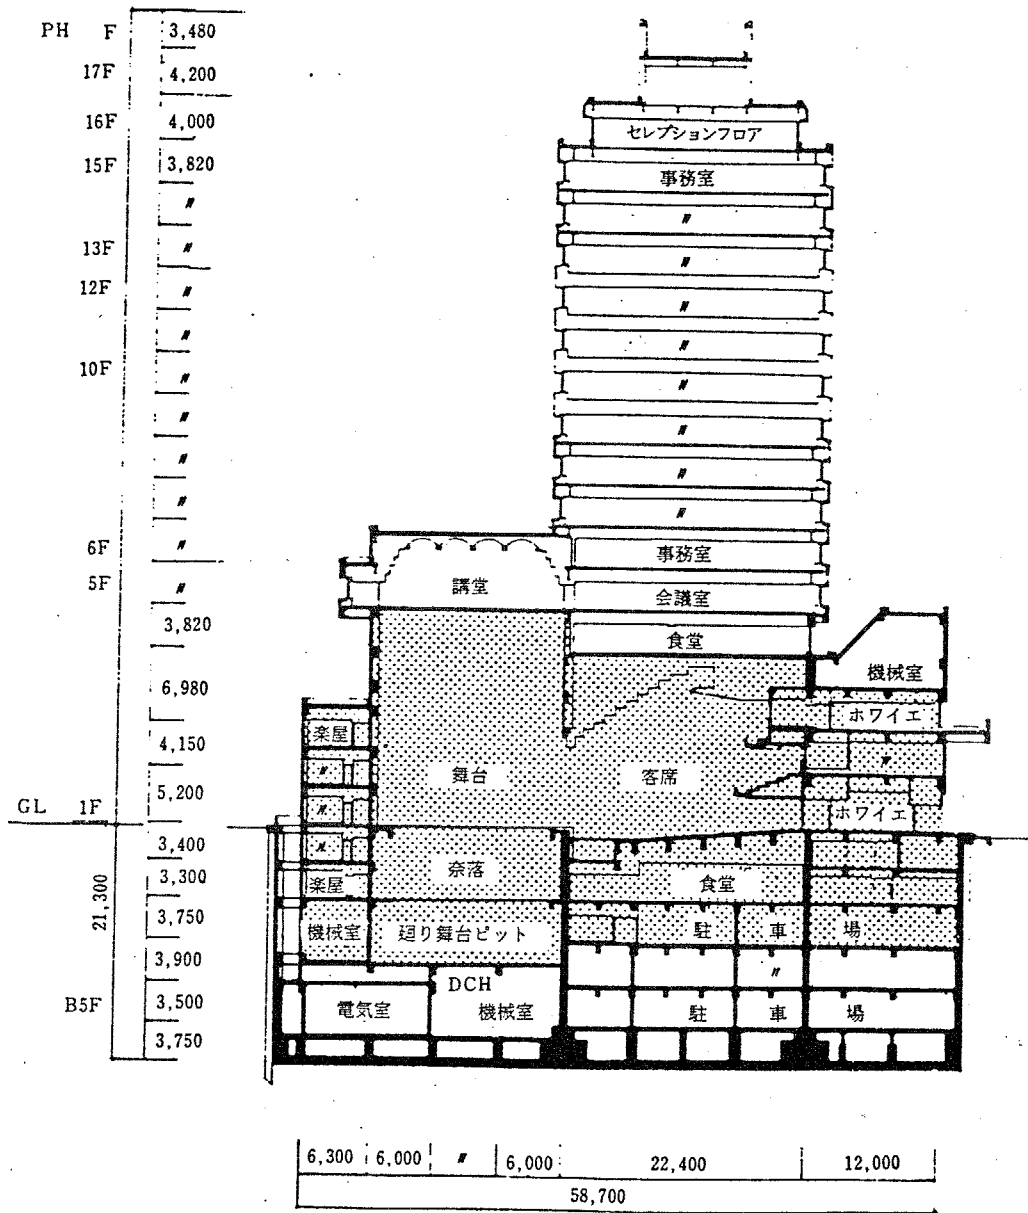 PH F 3,480
17F 4,200
16F 4,000
セレプションフロア
15F 3,820
事務室
〃
〃
13F 〃
〃
12F 〃
〃
〃
〃
10F 〃
〃
〃
〃
〃
〃
〃
〃
〃
6F 〃
事務室
5F 〃
講堂
会議室
3,820
食堂
6,980
機械室
ホワイエ
4,150
楽屋
〃
5,200
〃
舞台
客席
GL 1F
〃
ホワイエ
3,400
〃
3,300
楽屋
奈落
食堂
21,300
3,750
機械室
廻り舞台ピット
駐 車 場
3,900
〃
B5F 3,500
DCH
電気室
機械室
駐 車 場
3,750
6,300 6,000 〃 6,000 22,400 12,000
58,700